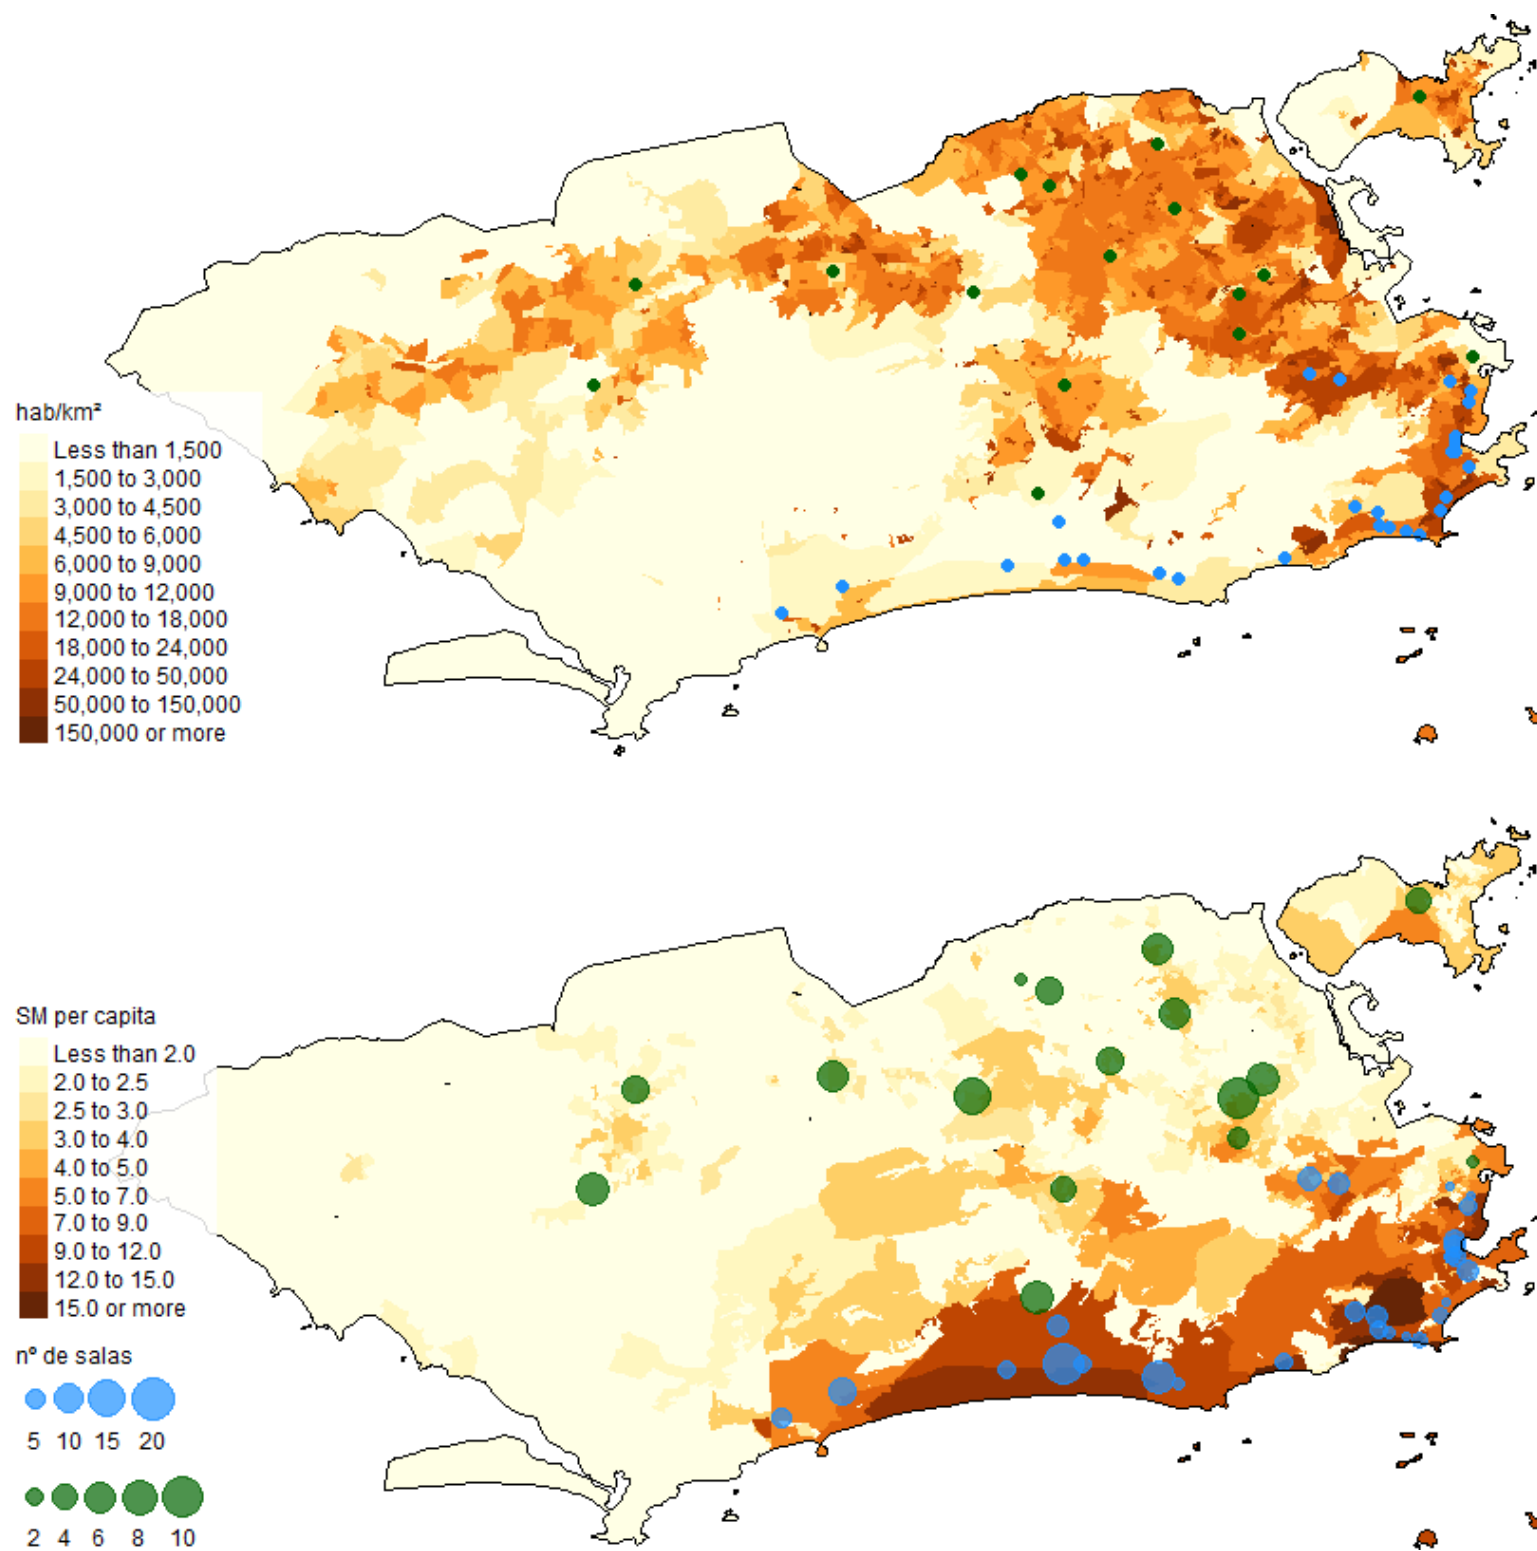 hab/km²
Less than 1,500
1,500 to 3,000
3,000 to 4,500
4,500 to 6,000
6,000 to 9,000
9,000 to 12,000
12,000 to 18,000
18,000 to 24,000
24,000 to 50,000
50,000 to 150,000
150,000 or more
SM per capita
Less than 2.0
2.0 to 2.5
2.5 to 3.0
3.0 to 4.0
4.0 to 5.0
5.0 to 7.0
7.0 to 9.0
9.0 to 12.0
12.0 to 15.0
15.0 or more
nº de salas
5 10 15 20
2 4 6 8 10